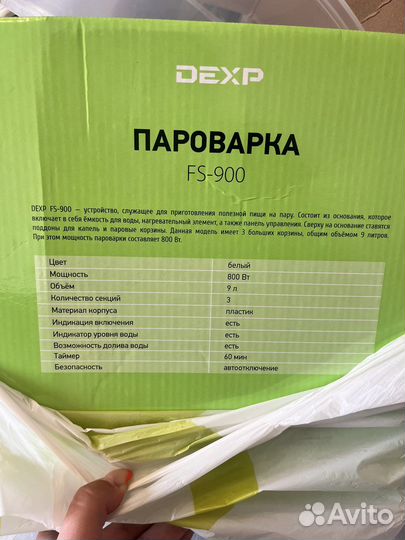 DEXP
ПАРОВАРКА
FS-900
DEXP FS-900 – устройство, служащее для приготовления полезной пищи на пару. Состоит из основания, которое
включает в себя ёмкость для воды, нагревательный элемент, а также панель управления. Сверху на основание ставятся
поддоны для капель и паровые корзины. Данная модель имеет 3 больших корзины, общим объёмом 9 литров.
При этом мощность пароварки составляет 800 Вт.
Цвет белый
Мощность 800 Вт
Объём 9 л
Количество секций 3
Материал корпуса пластик
Индикация включения есть
Индикатор уровня воды есть
Возможность долива воды есть
Таймер 60 мин
Безопасность автоотключение
Avito